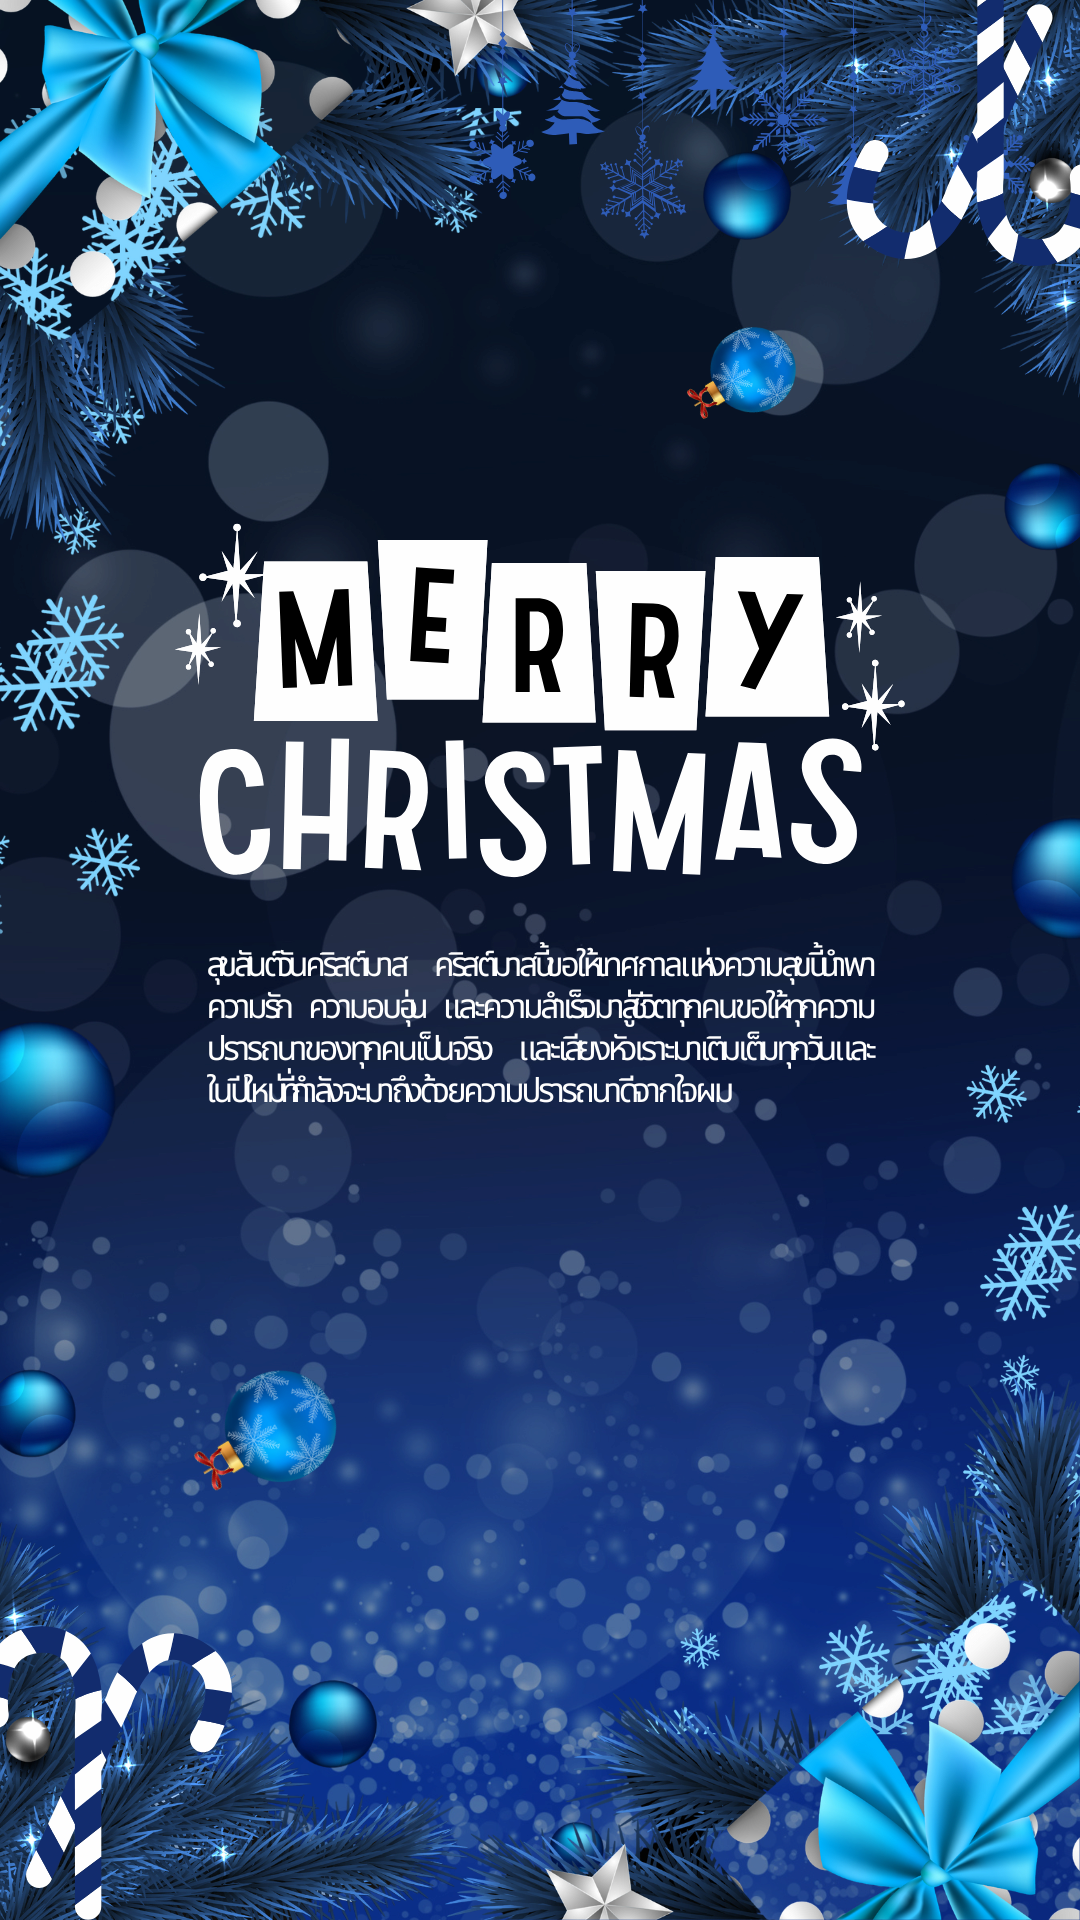 MERRY
CHRISTMAS
สุขสันต์วันคริสต์มาส คริสต์มาสนี้ขอให้เทศกาลแห่งความสุขนี้นำพา
ความรัก ความอบอุ่น และความสำเร็จมาสู่ชีวิตทุกคนขอให้ทุกความ
ปรารถนาของทุกคนเป็นจริง และเสียงหัวเราะมาเติมเต็มทุกวันและ
ในปีใหม่ที่กำลังจะมาถึงด้วยความปรารถนาดีจากใจผม